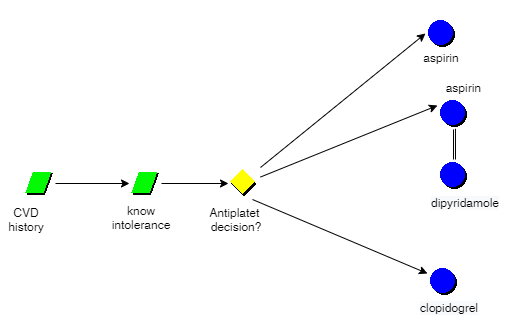 CVD
history
know
intolerance
Antiplatet
decision?
aspirin
aspirin
dipyridamole
clopidogrel